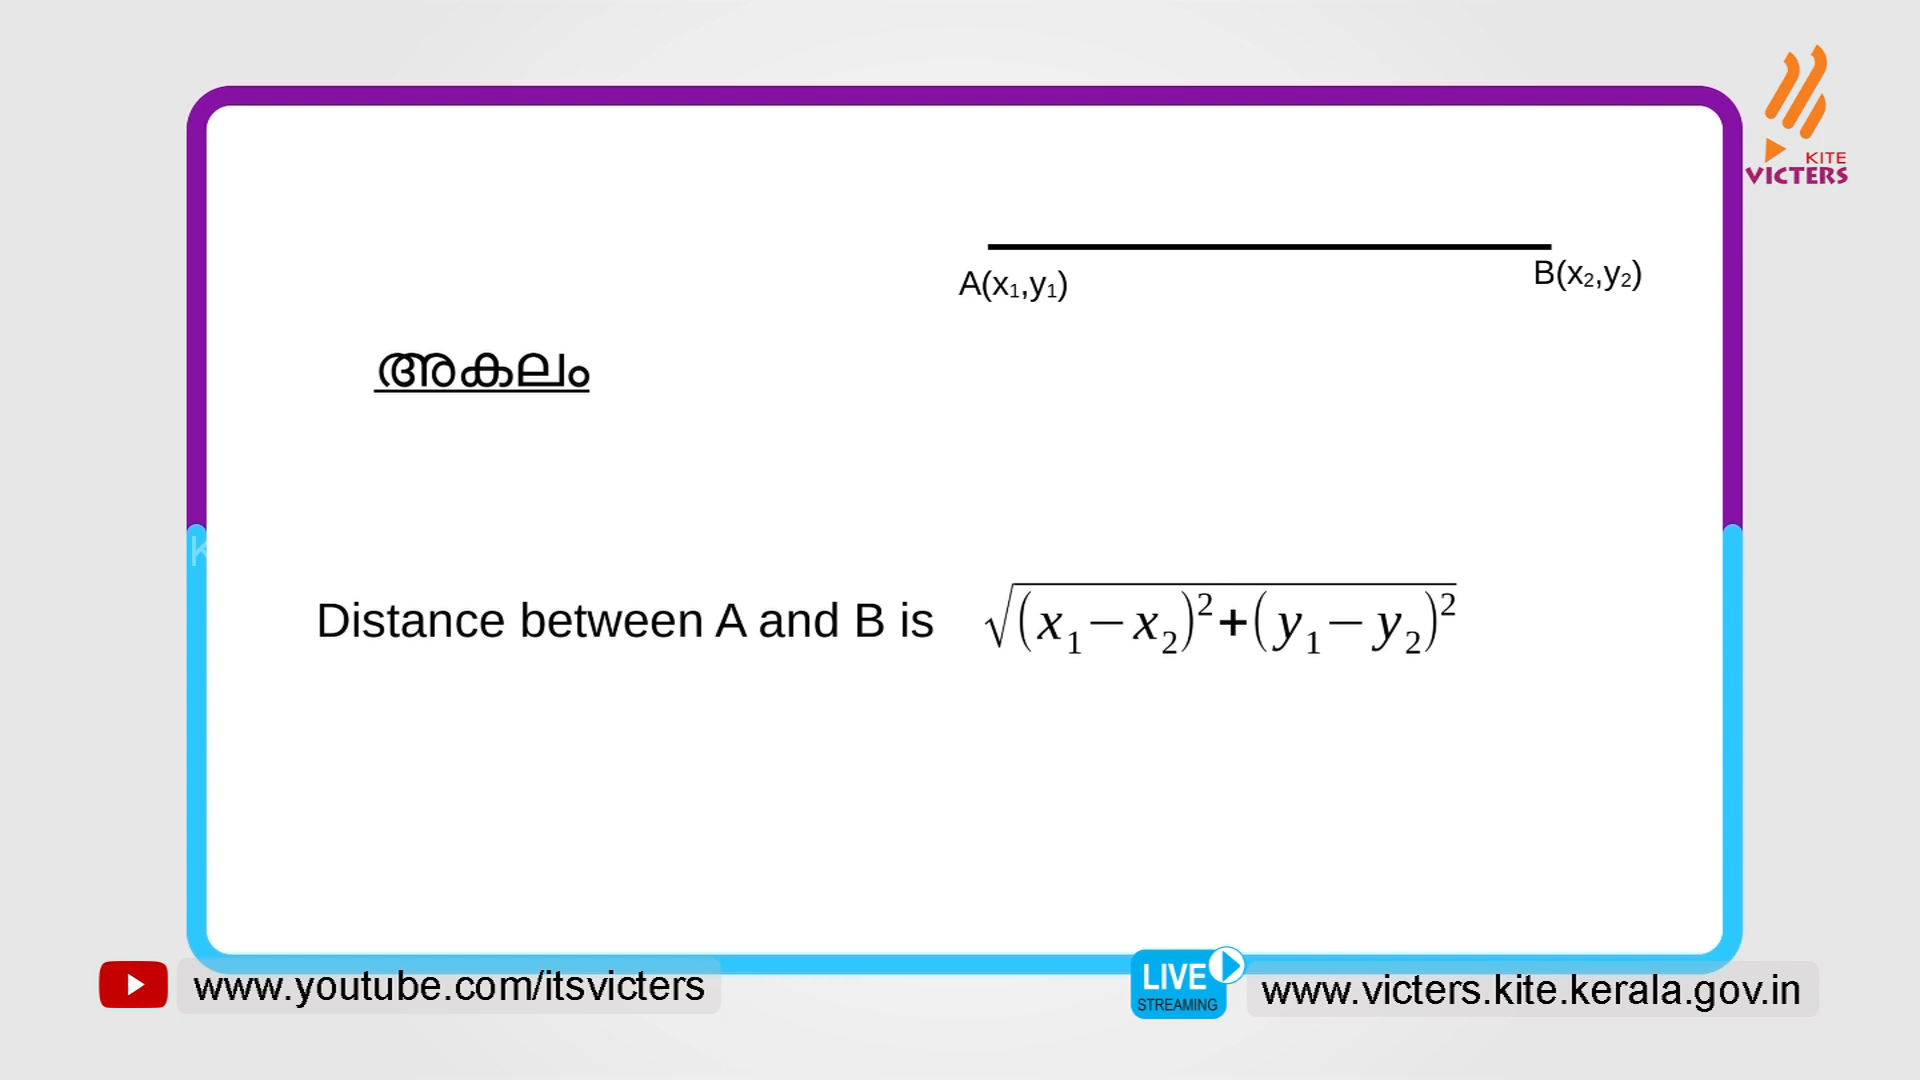 KITE
VICTERS
A(x₁,y₁)
B(x₂,y₂)
അകലം
K
Distance between A and B is √(x₁−x₂)²+(y₁−y₂)²
www.youtube.com/itsvicters
LIVE
STREAMING
www.victers.kite.kerala.gov.in